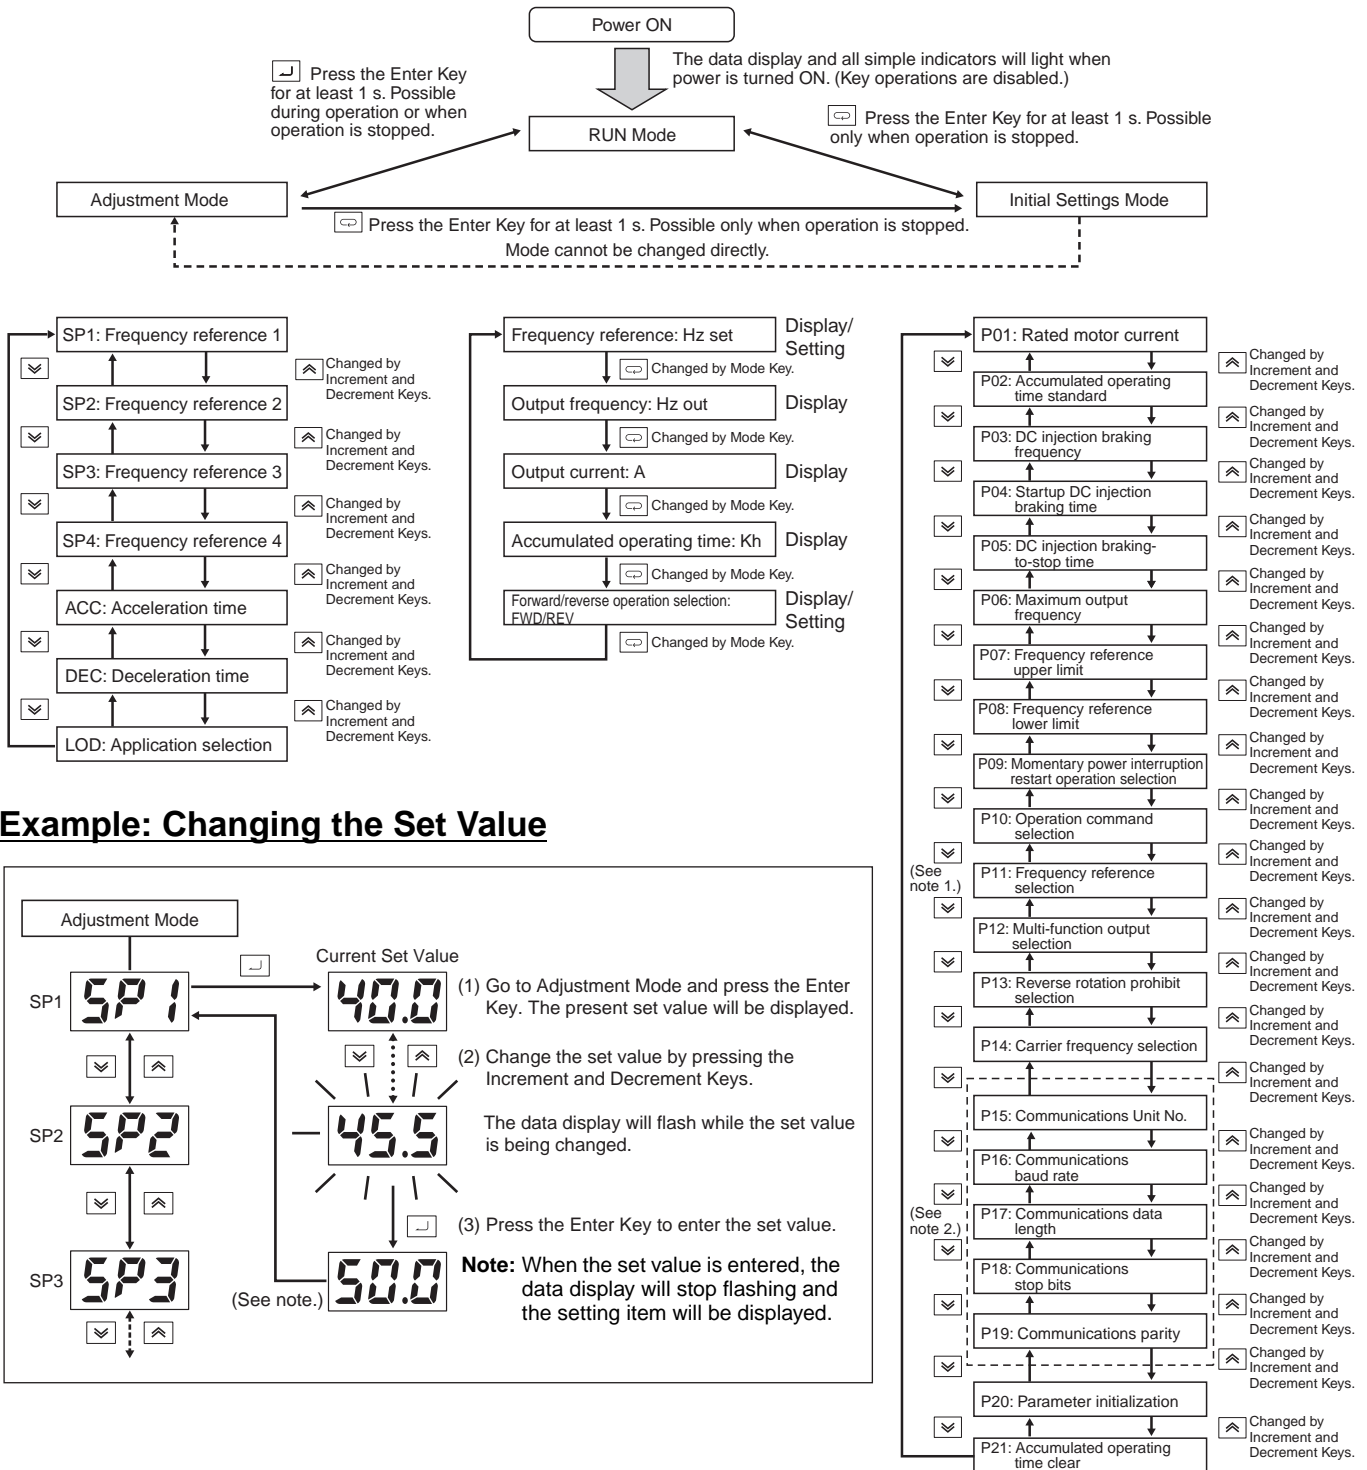 Power ON
The data display and all simple indicators will light when
power is turned ON. (Key operations are disabled.)
Press the Enter Key
for at least 1 s. Possible
during operation or when
operation is stopped.
Press the Enter Key for at least 1 s. Possible
only when operation is stopped.
RUN Mode
Adjustment Mode
Initial Settings Mode
Press the Enter Key for at least 1 s. Possible only when operation is stopped.
Mode cannot be changed directly.
SP1: Frequency reference 1
Changed by
Increment and
Decrement Keys.
SP2: Frequency reference 2
Changed by
Increment and
Decrement Keys.
SP3: Frequency reference 3
Changed by
Increment and
Decrement Keys.
SP4: Frequency reference 4
Changed by
Increment and
Decrement Keys.
ACC: Acceleration time
Changed by
Increment and
Decrement Keys.
DEC: Deceleration time
Changed by
Increment and
Decrement Keys.
LOD: Application selection
Frequency reference: Hz set
Display/
Setting
Changed by Mode Key.
Output frequency: Hz out
Display
Changed by Mode Key.
Output current: A
Display
Changed by Mode Key.
Accumulated operating time: Kh
Display
Changed by Mode Key.
Forward/reverse operation selection:
FWD/REV
Display/
Setting
Changed by Mode Key.
P01: Rated motor current
Changed by
Increment and
Decrement Keys.
P02: Accumulated operating
time standard
Changed by
Increment and
Decrement Keys.
P03: DC injection braking
frequency
Changed by
Increment and
Decrement Keys.
P04: Startup DC injection
braking time
Changed by
Increment and
Decrement Keys.
P05: DC injection braking-
to-stop time
Changed by
Increment and
Decrement Keys.
P06: Maximum output
frequency
Changed by
Increment and
Decrement Keys.
P07: Frequency reference
upper limit
Changed by
Increment and
Decrement Keys.
P08: Frequency reference
lower limit
Changed by
Increment and
Decrement Keys.
P09: Momentary power interruption
restart operation selection
Changed by
Increment and
Decrement Keys.
P10: Operation command
selection
Changed by
Increment and
Decrement Keys.
(See
note 1.)
P11: Frequency reference
selection
Changed by
Increment and
Decrement Keys.
P12: Multi-function output
selection
Changed by
Increment and
Decrement Keys.
P13: Reverse rotation prohibit
selection
Changed by
Increment and
Decrement Keys.
P14: Carrier frequency selection
Changed by
Increment and
Decrement Keys.
P15: Communications Unit No.
Changed by
Increment and
Decrement Keys.
P16: Communications
baud rate
Changed by
Increment and
Decrement Keys.
(See
note 2.)
P17: Communications data
length
Changed by
Increment and
Decrement Keys.
P18: Communications
stop bits
Changed by
Increment and
Decrement Keys.
P19: Communications parity
Changed by
Increment and
Decrement Keys.
P20: Parameter initialization
Changed by
Increment and
Decrement Keys.
P21: Accumulated operating
time clear
Example: Changing the Set Value
Adjustment Mode
Current Set Value
SP1
SP1
40.0
(1) Go to Adjustment Mode and press the Enter
Key. The present set value will be displayed.
(2) Change the set value by pressing the
Increment and Decrement Keys.
SP2
SP2
45.5
The data display will flash while the set value
is being changed.
(3) Press the Enter Key to enter the set value.
SP3
SP3
(See note.)
50.0
Note: When the set value is entered, the
data display will stop flashing and
the setting item will be displayed.